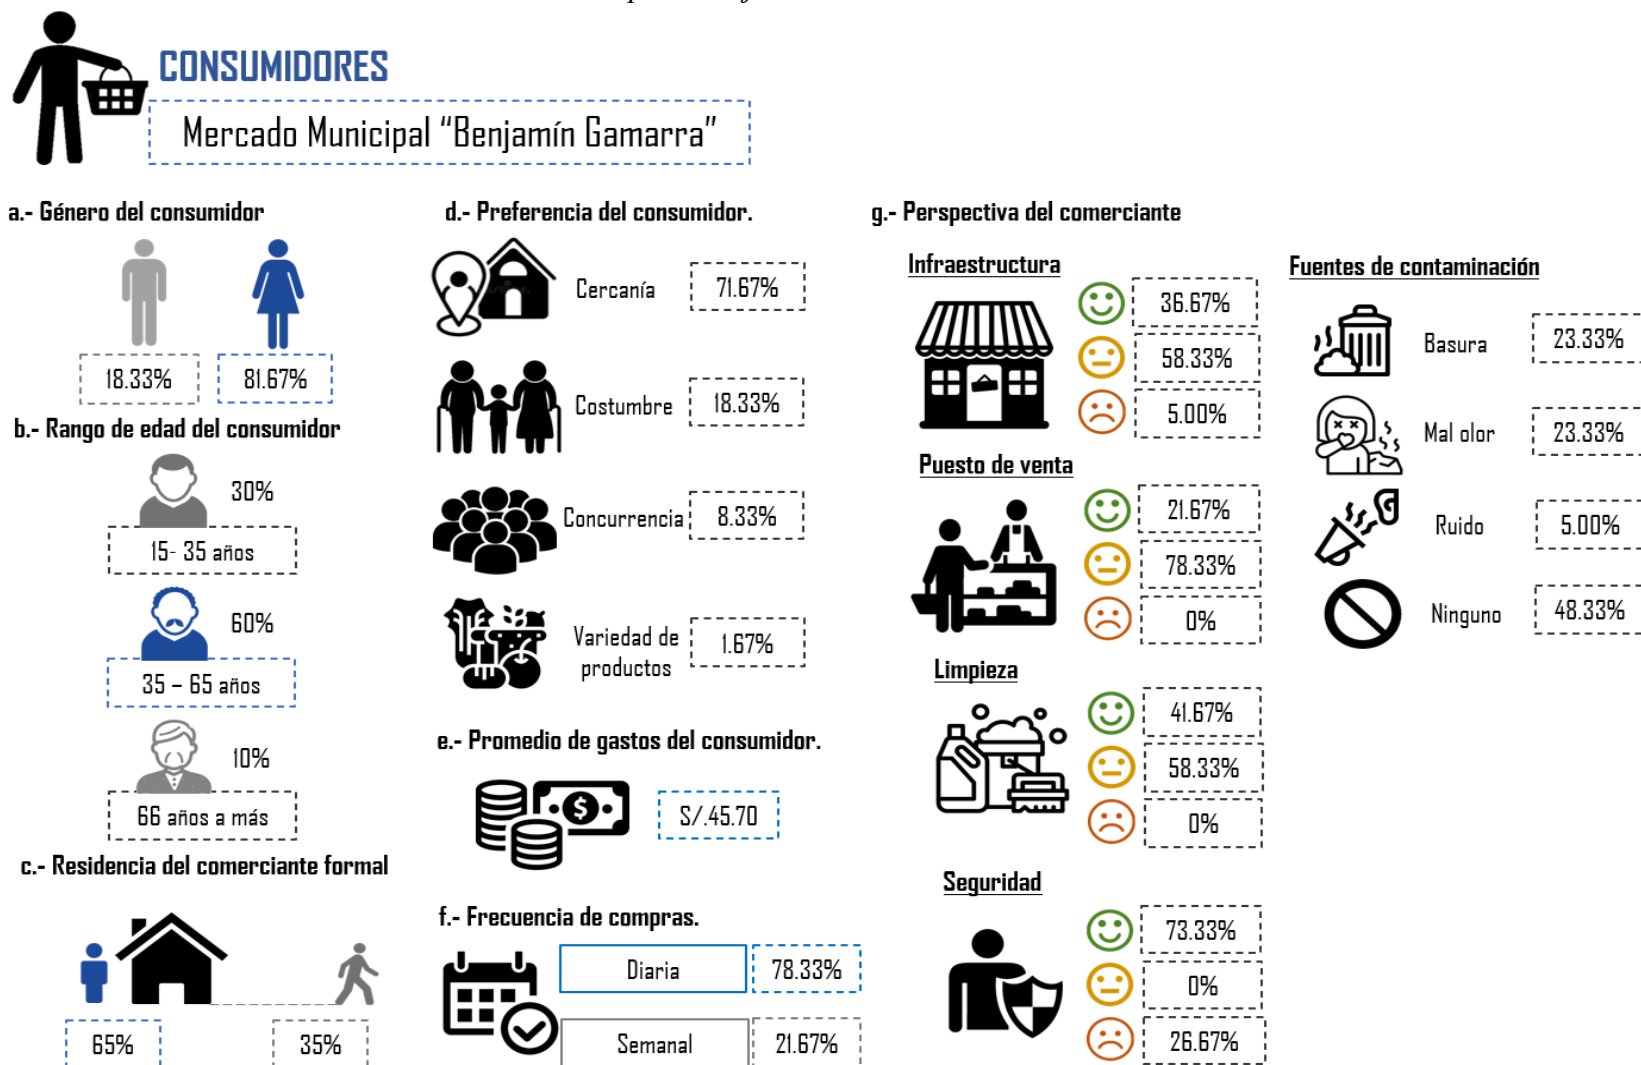 CONSUMIDORES
Mercado Municipal “Benjamín Gamarra”
a.- Género del consumidor
18.33%
81.67%
b.- Rango de edad del consumidor
30%
15- 35 años
60%
35 – 65 años
10%
66 años a más
c.- Residencia del comerciante formal
65%
35%
d.- Preferencia del consumidor.
Cercanía
71.67%
Costumbre
18.33%
Concurrencia
8.33%
Variedad de
productos
1.67%
e.- Promedio de gastos del consumidor.
S/.45.70
f.- Frecuencia de compras.
Diaria
78.33%
Semanal
21.67%
g.- Perspectiva del comerciante
Infraestructura
36.67%
58.33%
5.00%
Puesto de venta
21.67%
78.33%
0%
Limpieza
41.67%
58.33%
0%
Seguridad
73.33%
0%
26.67%
Fuentes de contaminación
Basura
23.33%
Mal olor
23.33%
Ruido
5.00%
Ninguno
48.33%